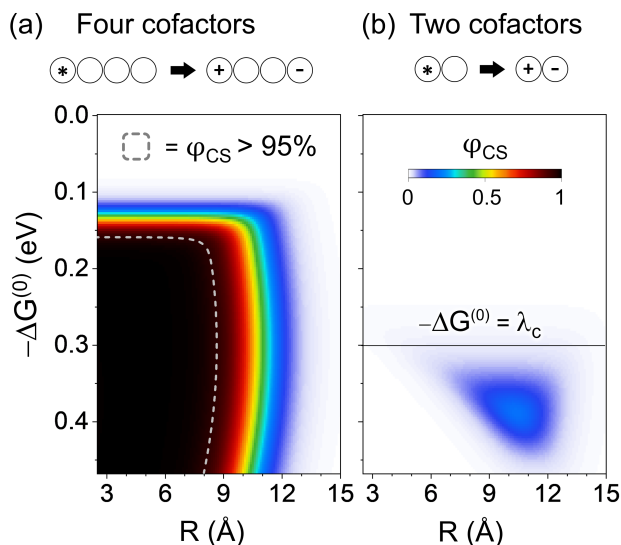 (a) Four cofactors
* + -
= φCS > 95%
0.0
0.1
0.2
0.3
0.4
−ΔG(0) (eV)
3 6 9 12 15
R (Å)
(b) Two cofactors
* + -
φCS
0 0.5 1
−ΔG(0) = λc
3 6 9 12 15
R (Å)